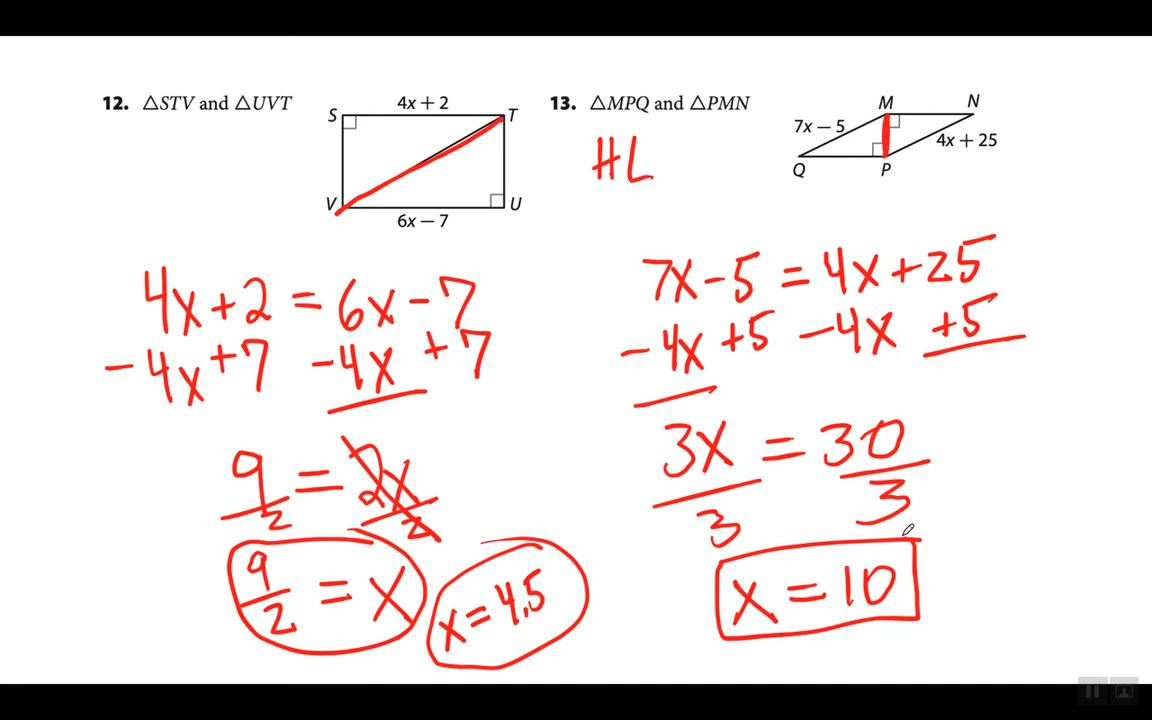 12. △STV and △UVT
S
4x + 2
T
V
U
6x − 7
4x+2 = 6x-7
-4x+7 -4x +7
9/2 = 2x/2
9/2 = x
x=4.5
13. △MPQ and △PMN
M
N
7x − 5
4x + 25
Q
P
HL
7x-5 = 4x+25
-4x +5 -4x +5
3x/3 = 30/3
x=10